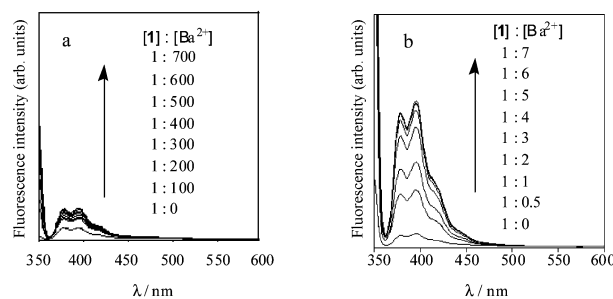 Fluorescence intensity (arb. units)
a
[1] : [Ba2+]
1 : 700
1 : 600
1 : 500
1 : 400
1 : 300
1 : 200
1 : 100
1 : 0
350 400 450 500 600
λ / nm
Fluorescence intensity (arb. units)
b
[1] : [Ba2+]
1 : 7
1 : 6
1 : 5
1 : 4
1 : 3
1 : 2
1 : 1
1 : 0.5
1 : 0
350 400 450 500 600
λ / nm